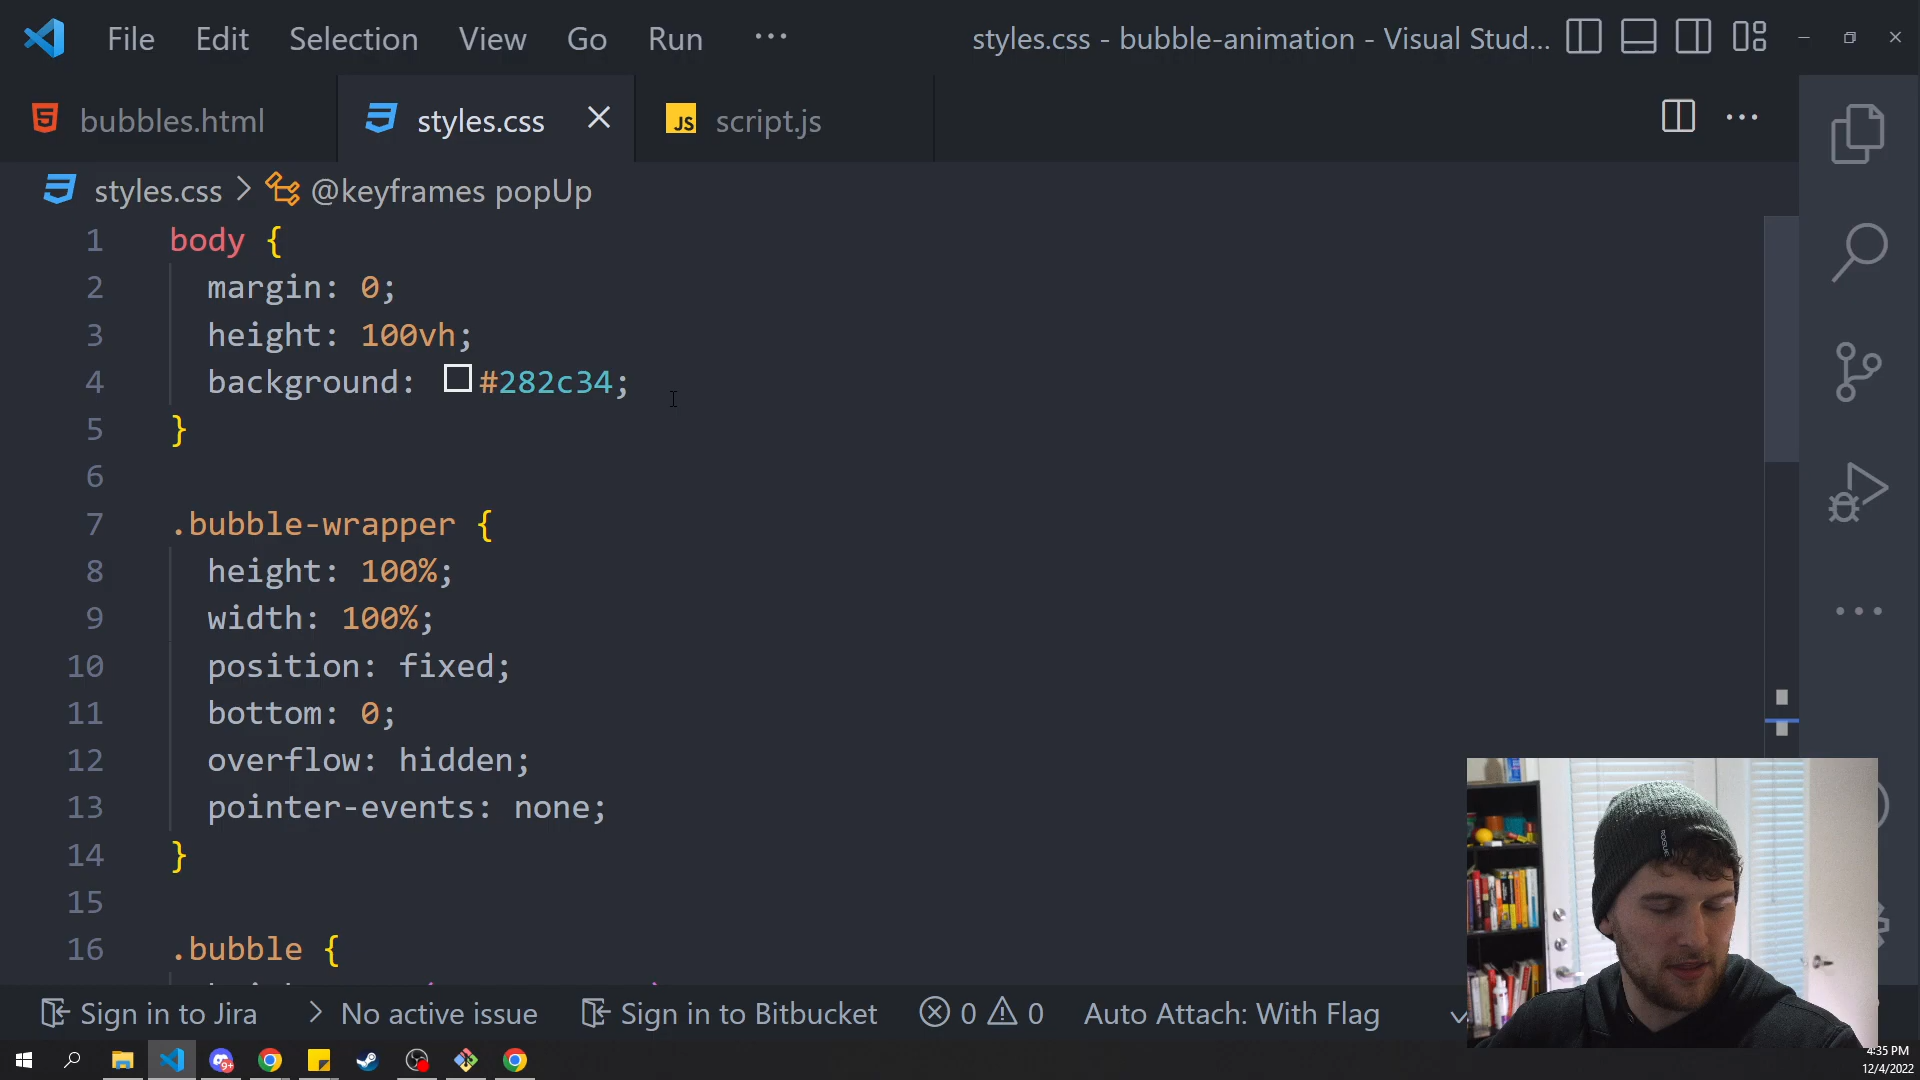 File Edit Selection View Go Run ··· styles.css - bubble-animation - Visual Stud...
bubbles.html styles.css JS script.js
styles.css > @keyframes popUp
1 body {
2 margin: 0;
3 height: 100vh;
4 background: #282c34;
5 }
6
7 .bubble-wrapper {
8 height: 100%;
9 width: 100%;
10 position: fixed;
11 bottom: 0;
12 overflow: hidden;
13 pointer-events: none;
14 }
15
16 .bubble {
Sign in to Jira > No active issue Sign in to Bitbucket 0 0 Auto Attach: With Flag
9+
4:35 PM
12/4/2022